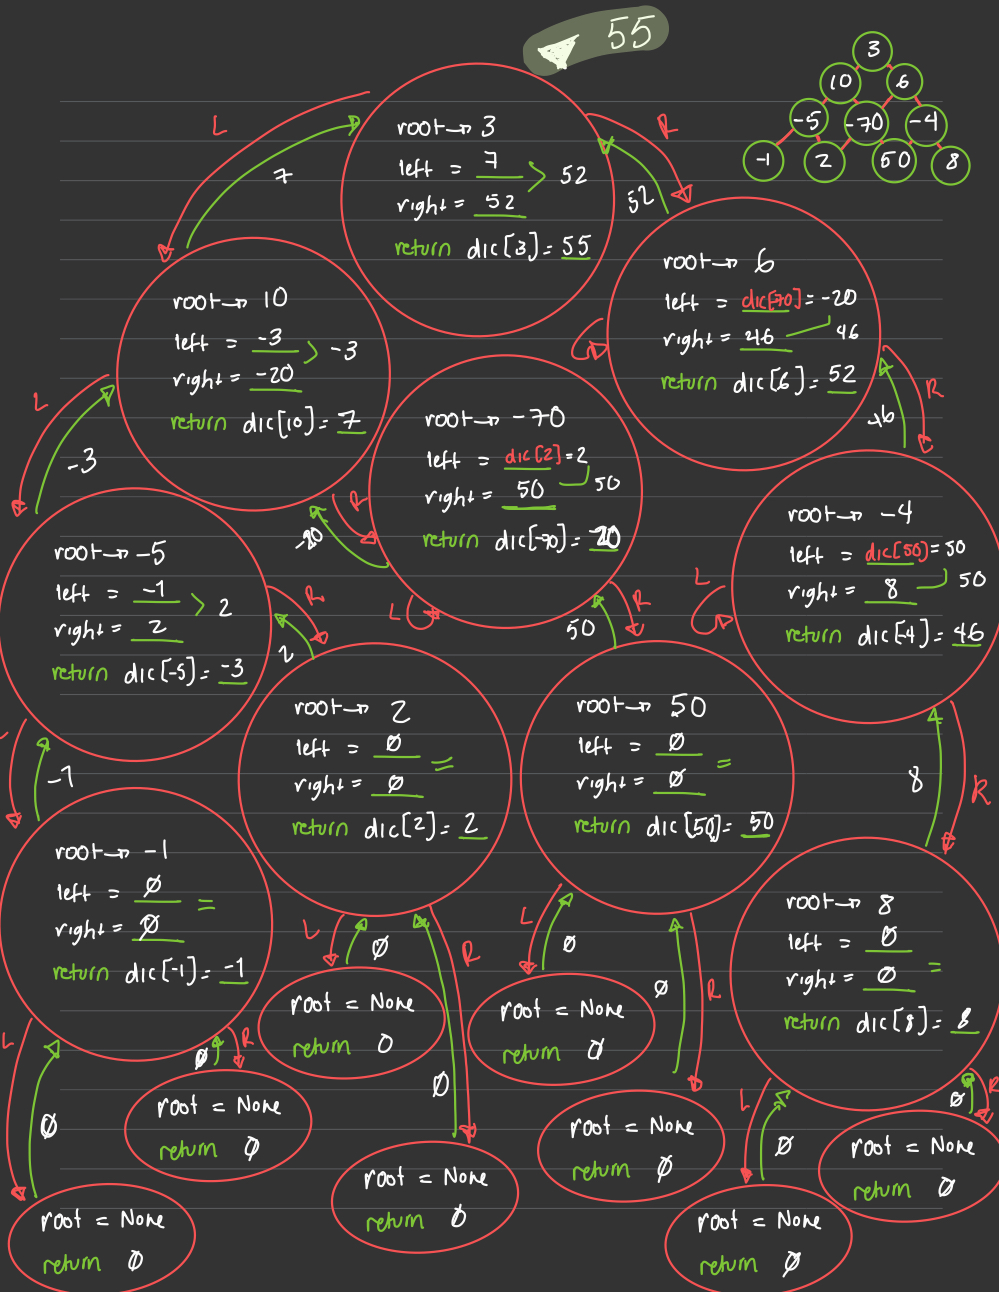 55
3
10 6
-5 -70 -4
-1 2 50 8
root→ 3
left = 7
52
right = 52
return dic[3] = 55
L
7
R
52
root→ 10
left = -3
-3
right = -20
return dic[10] = 7
root→ 6
left = dic[-70] = -20
right = 46
46
return dic[6] = 52
L
-3
R
-20
R
46
root→ -70
left = dic[2] = 2
right = 50
50
return dic[-70] = -20
root→ -5
left = -1
2
right = 2
return dic[-5] = -3
root→ -4
left = dic[50] = 50
right = 8
50
return dic[-4] = 46
R
2
L
R
50
L
-1
8
R
root→ 2
left = Ø =
right = Ø
return dic[2] = 2
root→ 50
left = Ø =
right = Ø
return dic[50] = 50
root→ -1
left = Ø =
right = Ø
return dic[-1] = -1
root→ 8
left = Ø =
right = Ø
return dic[8] = 8
L
Ø
R
Ø
L
Ø
R
Ø
L
Ø
R
Ø
L
Ø
R
Ø
root = None
return 0
root = None
return Ø
root = None
return Ø
root = None
return Ø
root = None
return Ø
root = None
return Ø
root = None
return Ø
root = None
return Ø